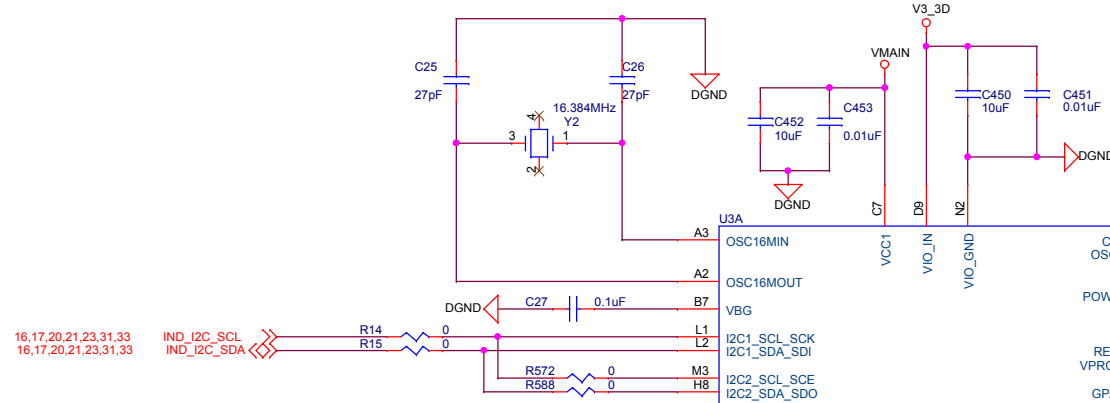 V3_3D
VMAIN
C25
27pF
C26
27pF
DGND
16.384MHz
Y2
4
3
1
2
C452
10uF
C453
0.01uF
C450
10uF
C451
0.01uF
DGND
DGND
U3A
C7
D9
N2
VCC1
VIO_IN
VIO_GND
A3
OSC16MIN
A2
OSC16MOUT
DGND
C27
0.1uF
B7
VBG
16,17,20,21,23,31,33
IND_I2C_SCL
R14
0
L1
I2C1_SCL_SCK
16,17,20,21,23,31,33
IND_I2C_SDA
R15
0
L2
I2C1_SDA_SDI
R572
0
M3
I2C2_SCL_SCE
R588
0
H8
I2C2_SDA_SDO
C
OSC
POW
RE
VPRO
GPA